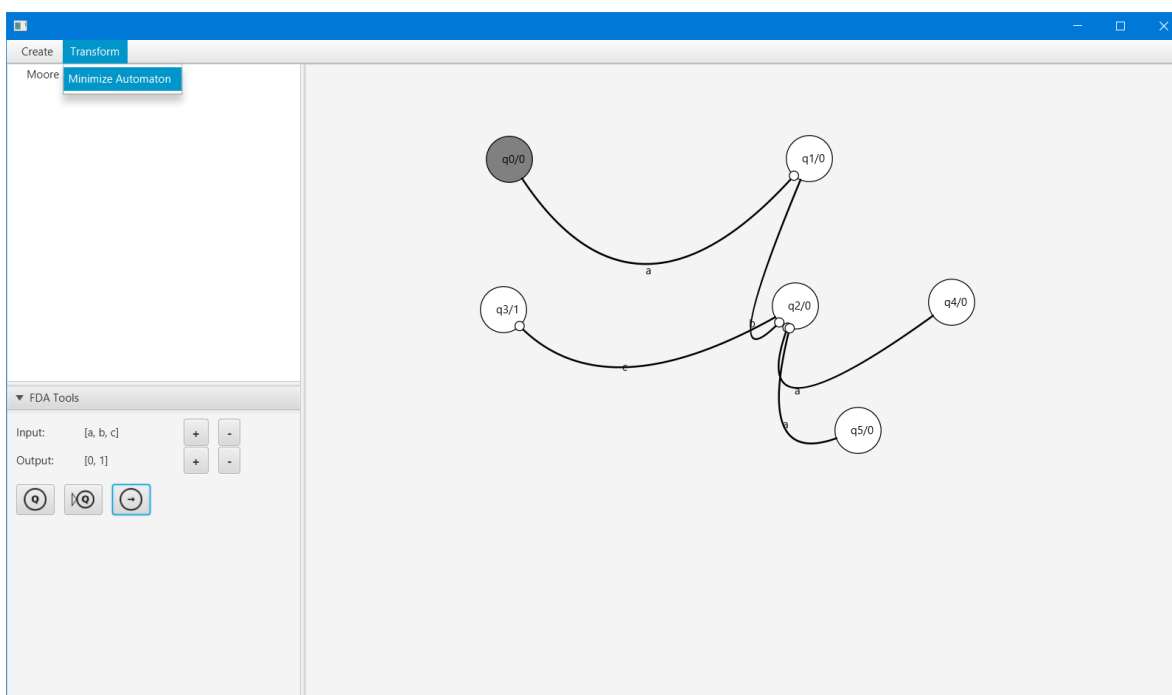 Create Transform
Moore
Minimize Automaton
q0/0
q1/0
a
q3/1
q2/0
q4/0
b
c
a
a
q5/0
FDA Tools
Input: [a, b, c] + -
Output: [0, 1] + -
Q Q →